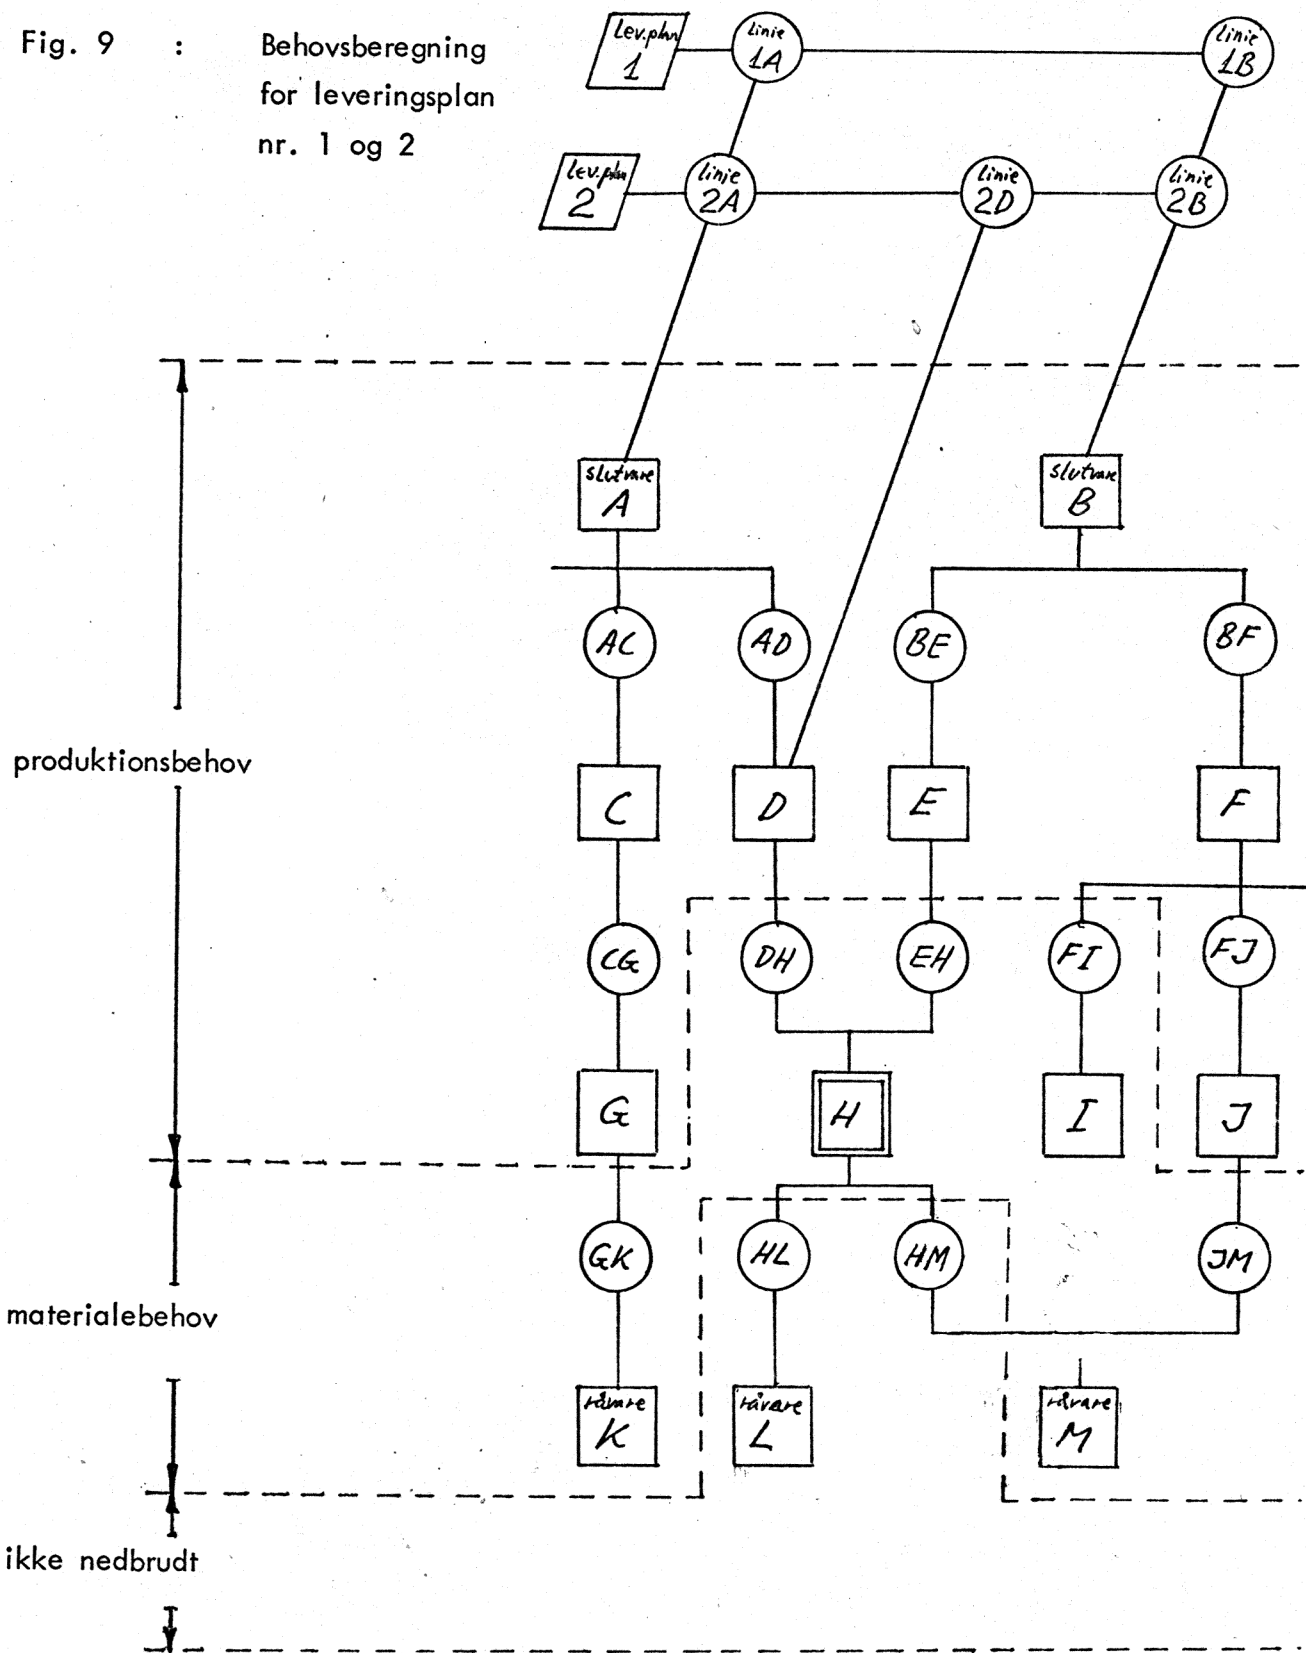 Fig. 9 : Behovsberegning
for leveringsplan
nr. 1 og 2
Lev.plan
1
linie
1A
linie
1B
Lev.plan
2
linie
2A
linie
2D
linie
2B
slutvare
A
slutvare
B
AC
AD
BE
BF
produktionsbehov
C
D
E
F
CG
DH
EH
FI
FJ
G
H
I
J
GK
HL
HM
JM
materialebehov
råvare
K
råvare
L
råvare
M
ikke nedbrudt